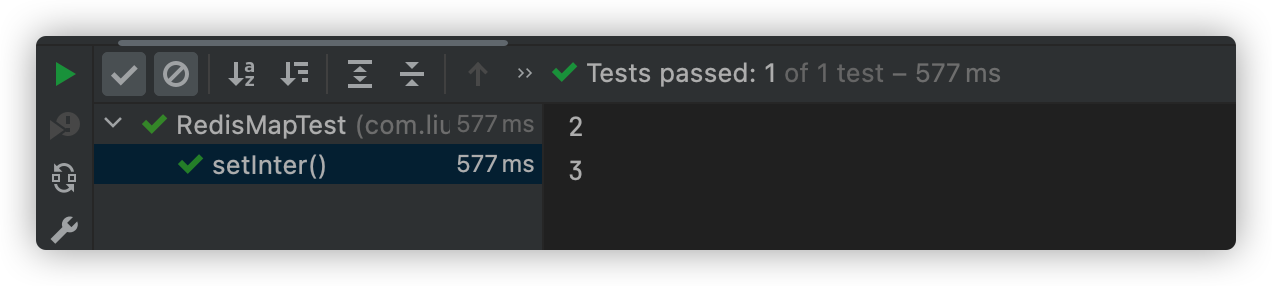 Tests passed: 1 of 1 test – 577 ms
RedisMapTest (com.liu 577 ms
setInter() 577 ms
2
3